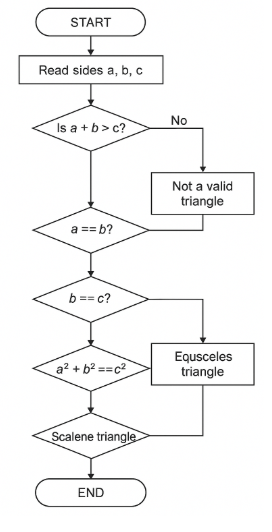 START
Read sides a, b, c
Is a + b > c?
No
Not a valid
triangle
a == b?
b == c?
a² + b² ==c²
Equsceles
triangle
Scalene triangle
END